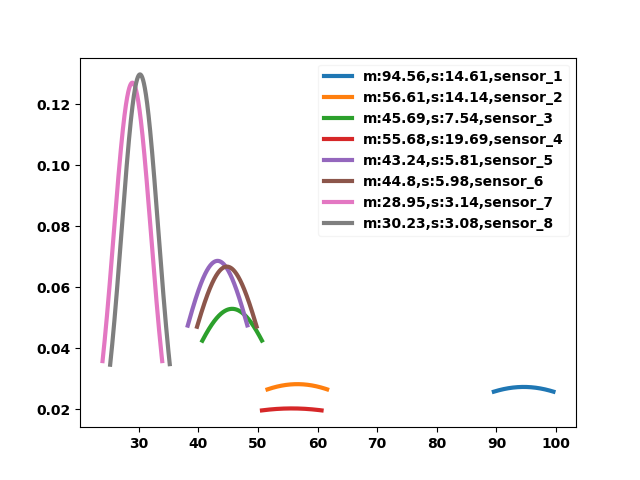 m:94.56,s:14.61,sensor_1
m:56.61,s:14.14,sensor_2
m:45.69,s:7.54,sensor_3
m:55.68,s:19.69,sensor_4
m:43.24,s:5.81,sensor_5
m:44.8,s:5.98,sensor_6
m:28.95,s:3.14,sensor_7
m:30.23,s:3.08,sensor_8
0.12
0.10
0.08
0.06
0.04
0.02
30 40 50 60 70 80 90 100